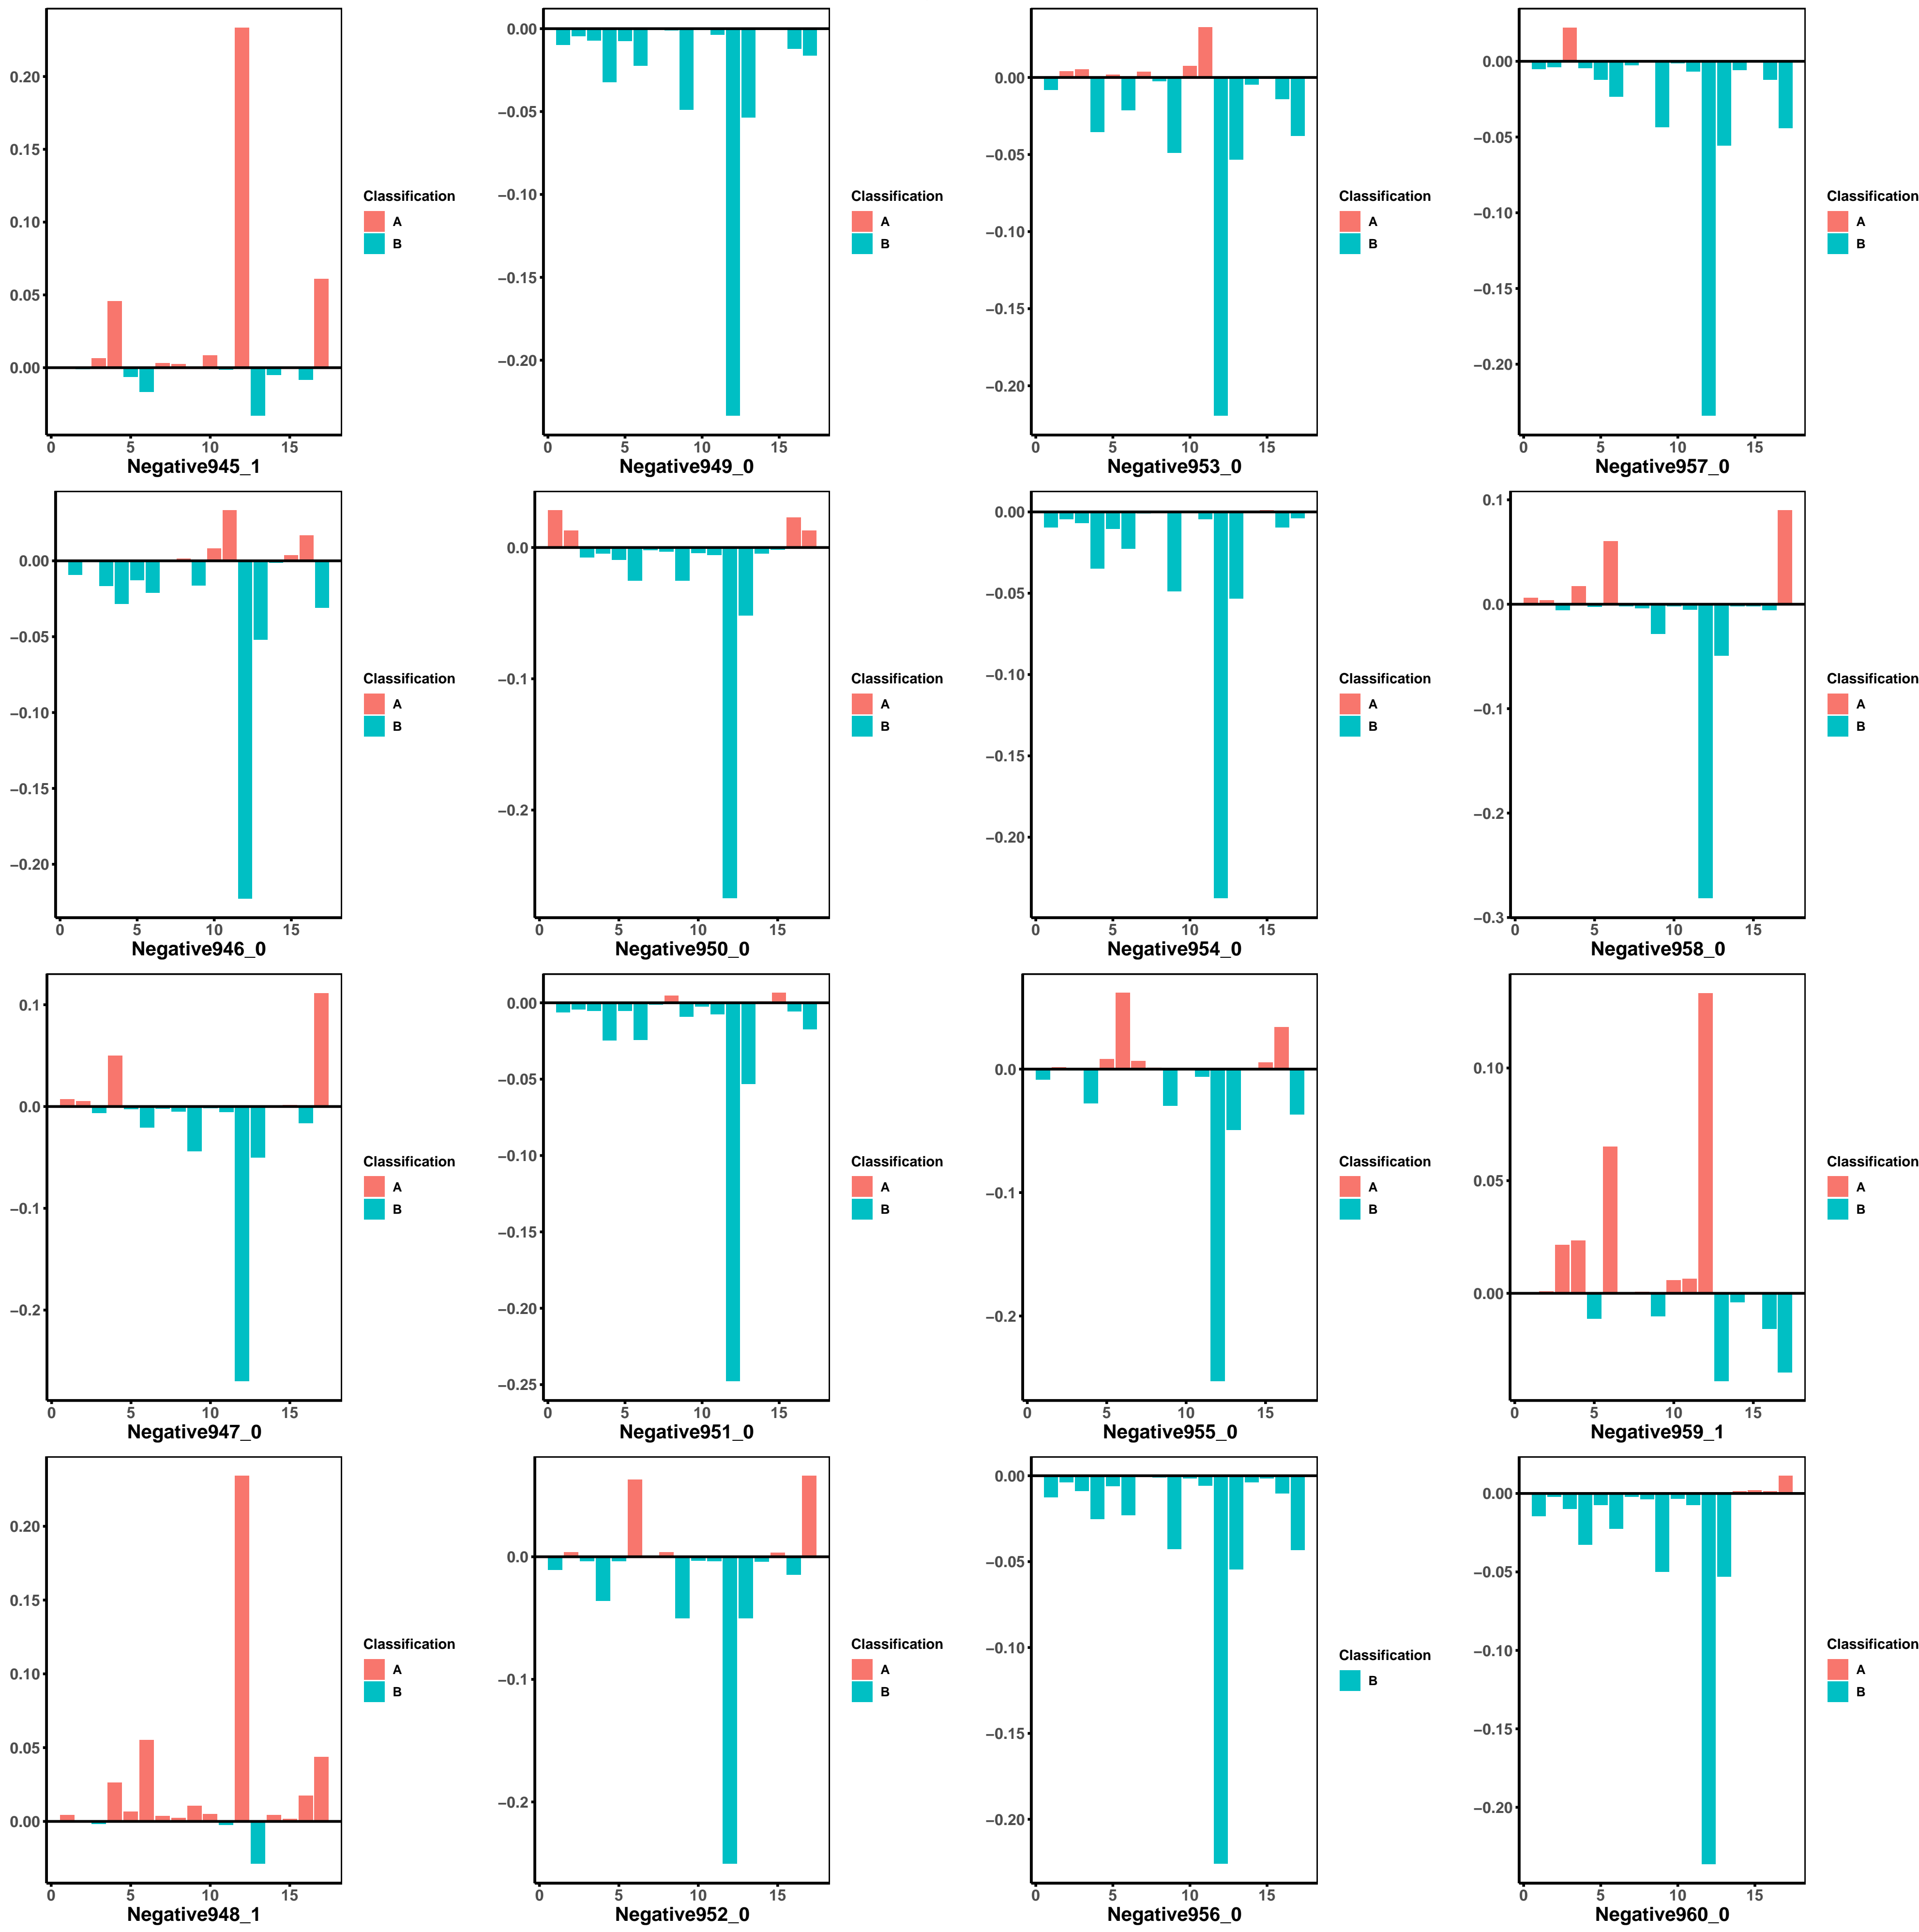 0.20
0.15
0.10
0.05
0.00
0 5 10 15
Negative945_1
Classification
A
B
0.00
−0.05
−0.10
−0.15
−0.20
0 5 10 15
Negative949_0
Classification
A
B
0.00
−0.05
−0.10
−0.15
−0.20
0 5 10 15
Negative953_0
Classification
A
B
0.00
−0.05
−0.10
−0.15
−0.20
0 5 10 15
Negative957_0
Classification
A
B
0.00
−0.05
−0.10
−0.15
−0.20
0 5 10 15
Negative946_0
Classification
A
B
0.0
−0.1
−0.2
0 5 10 15
Negative950_0
Classification
A
B
0.00
−0.05
−0.10
−0.15
−0.20
0 5 10 15
Negative954_0
Classification
A
B
0.1
0.0
−0.1
−0.2
−0.3
0 5 10 15
Negative958_0
Classification
A
B
0.1
0.0
−0.1
−0.2
0 5 10 15
Negative947_0
Classification
A
B
0.00
−0.05
−0.10
−0.15
−0.20
−0.25
0 5 10 15
Negative951_0
Classification
A
B
0.0
−0.1
−0.2
0 5 10 15
Negative955_0
Classification
A
B
0.10
0.05
0.00
0 5 10 15
Negative959_1
Classification
A
B
0.20
0.15
0.10
0.05
0.00
0 5 10 15
Negative948_1
Classification
A
B
0.0
−0.1
−0.2
0 5 10 15
Negative952_0
Classification
A
B
0.00
−0.05
−0.10
−0.15
−0.20
0 5 10 15
Negative956_0
Classification
B
0.00
−0.05
−0.10
−0.15
−0.20
0 5 10 15
Negative960_0
Classification
A
B